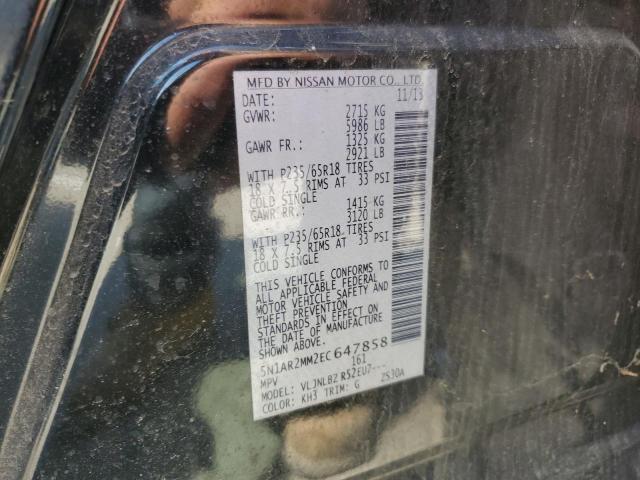 MFD BY NISSAN MOTOR CO., LTD.
DATE: 11/13
GVWR: 2715 KG
5986 LB
GAWR FR.: 1325 KG
2921 LB
WITH P235/65R18 TIRES
18 X 7.5 RIMS AT 33 PSI
COLD SINGLE
GAWR RR.: 1415 KG
3120 LB
WITH P235/65R18 TIRES
18 X 7.5 RIMS AT 33 PSI
COLD SINGLE
THIS VEHICLE CONFORMS TO
ALL APPLICABLE FEDERAL
MOTOR VEHICLE SAFETY AND
THEFT PREVENTION
STANDARDS IN EFFECT ON
THE DATE OF MANUFACTURE
SHOWN ABOVE.
5N1AR2MM2EC647858
MPV 161
MODEL: VLJNLBZ R52EU7---
COLOR: KH3 TRIM: G 2S30A